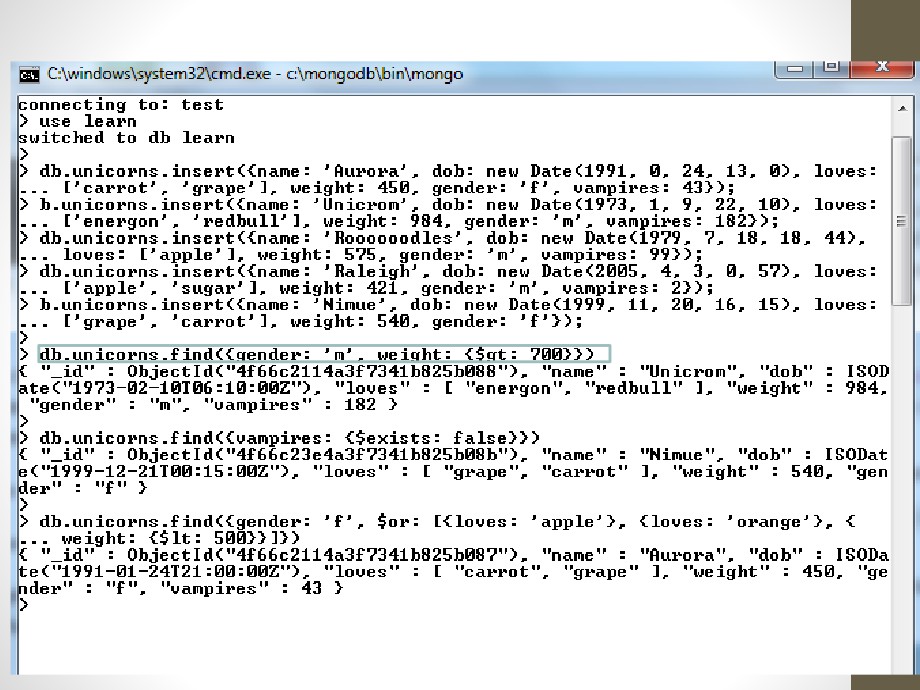 C:\windows\system32\cmd.exe - c:\mongodb\bin\mongo
connecting to: test
> use learn
switched to db learn
>
> db.unicorns.insert({name: 'Aurora', dob: new Date(1991, 0, 24, 13, 0), loves:
... ['carrot', 'grape'], weight: 450, gender: 'f', vampires: 43});
> b.unicorns.insert({name: 'Unicrom', dob: new Date(1973, 1, 9, 22, 10), loves:
... ['energon', 'redbull'], weight: 984, gender: 'm', vampires: 182});
> db.unicorns.insert({name: 'Roooooodles', dob: new Date(1979, 7, 18, 18, 44),
... loves: ['apple'], weight: 575, gender: 'm', vampires: 99});
> db.unicorns.insert({name: 'Raleigh', dob: new Date(2005, 4, 3, 0, 57), loves:
... ['apple', 'sugar'], weight: 421, gender: 'm', vampires: 2});
> b.unicorns.insert({name: 'Nimue', dob: new Date(1999, 11, 20, 16, 15), loves:
... ['grape', 'carrot'], weight: 540, gender: 'f'});
>
> db.unicorns.find({gender: 'm', weight: {$gt: 700}})
{ "_id" : ObjectId("4f66c2114a3f7341b825b088"), "name" : "Unicrom", "dob" : ISOD
ate("1973-02-10T06:10:00Z"), "loves" : [ "energon", "redbull" ], "weight" : 984,
"gender" : "m", "vampires" : 182 }
>
> db.unicorns.find({vampires: {$exists: false}})
{ "_id" : ObjectId("4f66c23e4a3f7341b825b08b"), "name" : "Nimue", "dob" : ISODat
e("1999-12-21T00:15:00Z"), "loves" : [ "grape", "carrot" ], "weight" : 540, "gen
der" : "f" }
>
> db.unicorns.find({gender: 'f', $or: [{loves: 'apple'}, {loves: 'orange'}, {
... weight: {$lt: 500}}]})
{ "_id" : ObjectId("4f66c2114a3f7341b825b087"), "name" : "Aurora", "dob" : ISODa
te("1991-01-24T21:00:00Z"), "loves" : [ "carrot", "grape" ], "weight" : 450, "ge
nder" : "f", "vampires" : 43 }
>